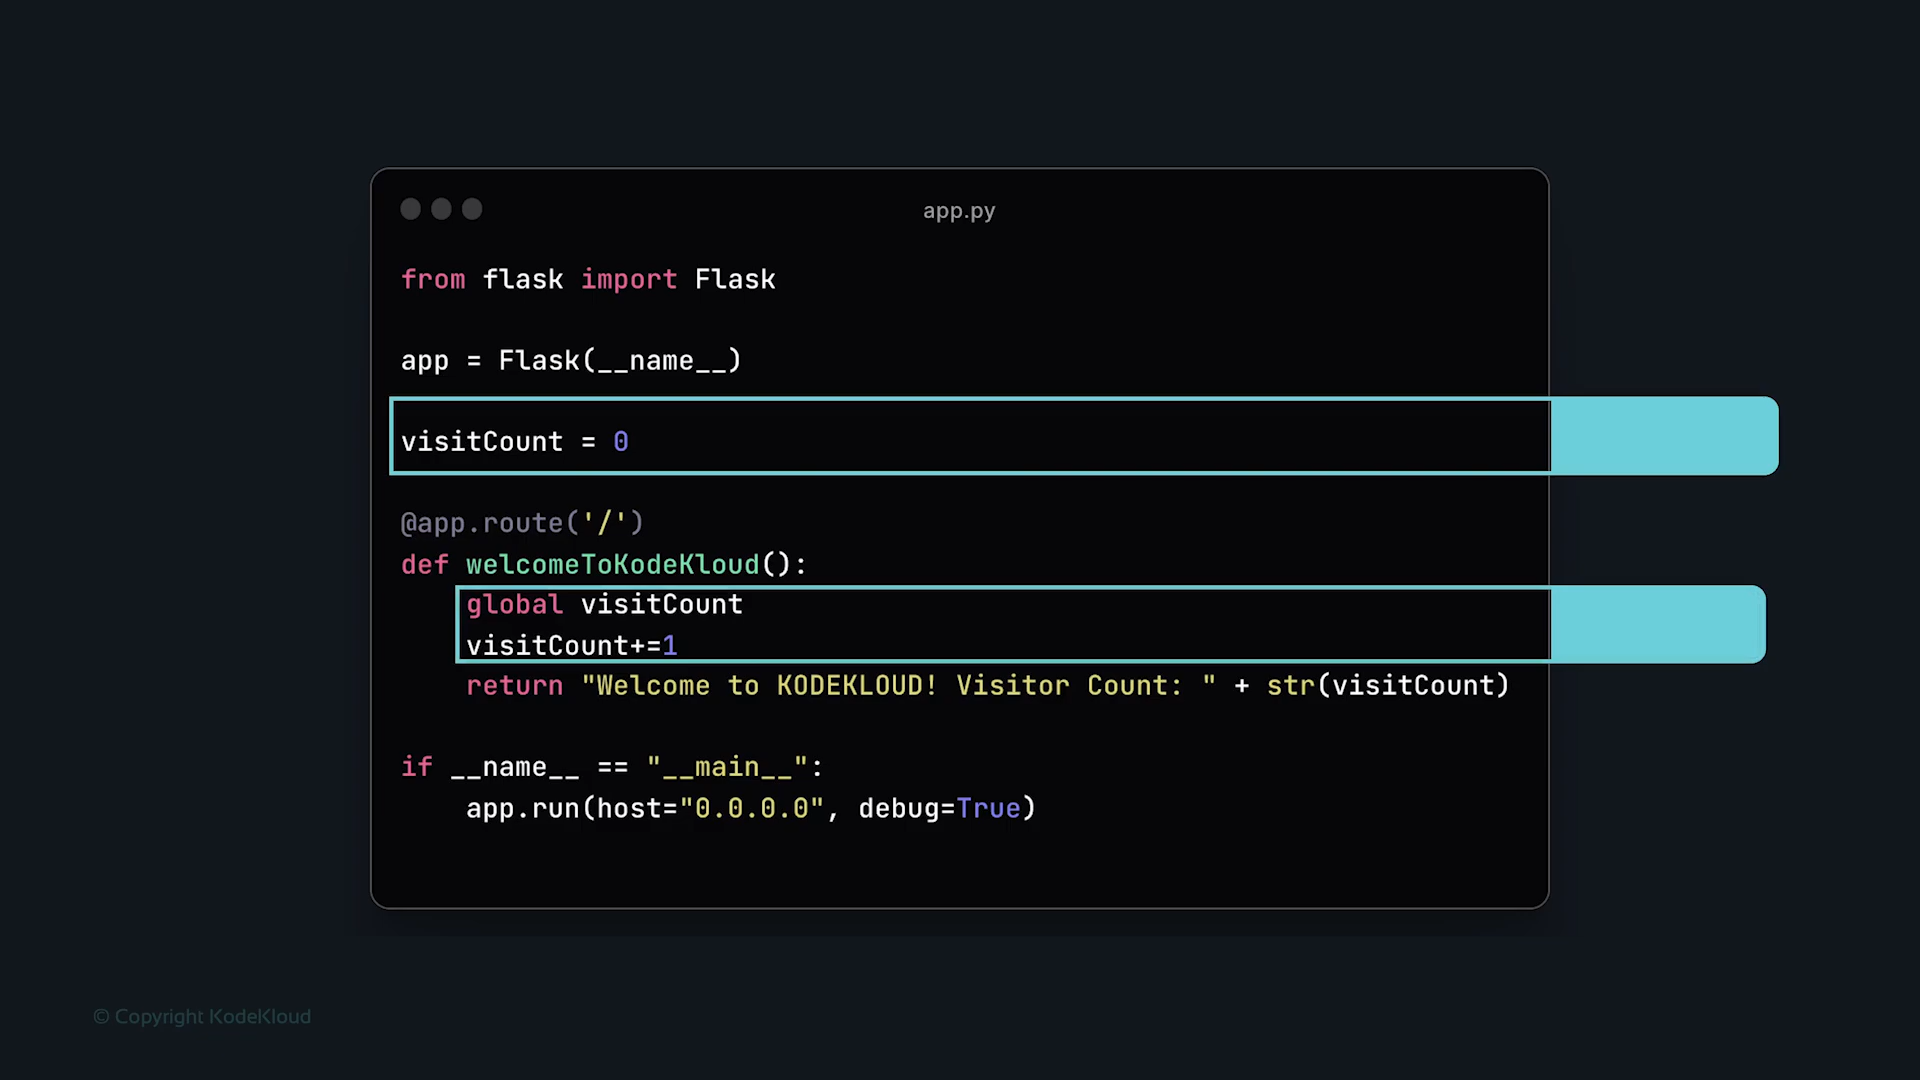 app.py
from flask import Flask
app = Flask(__name__)
visitCount = 0
@app.route('/')
def welcomeToKodeKloud():
    global visitCount
    visitCount+=1
    return "Welcome to KODEKLOUD! Visitor Count: " + str(visitCount)
if __name__ == "__main__":
    app.run(host="0.0.0.0", debug=True)
© Copyright KodeKloud